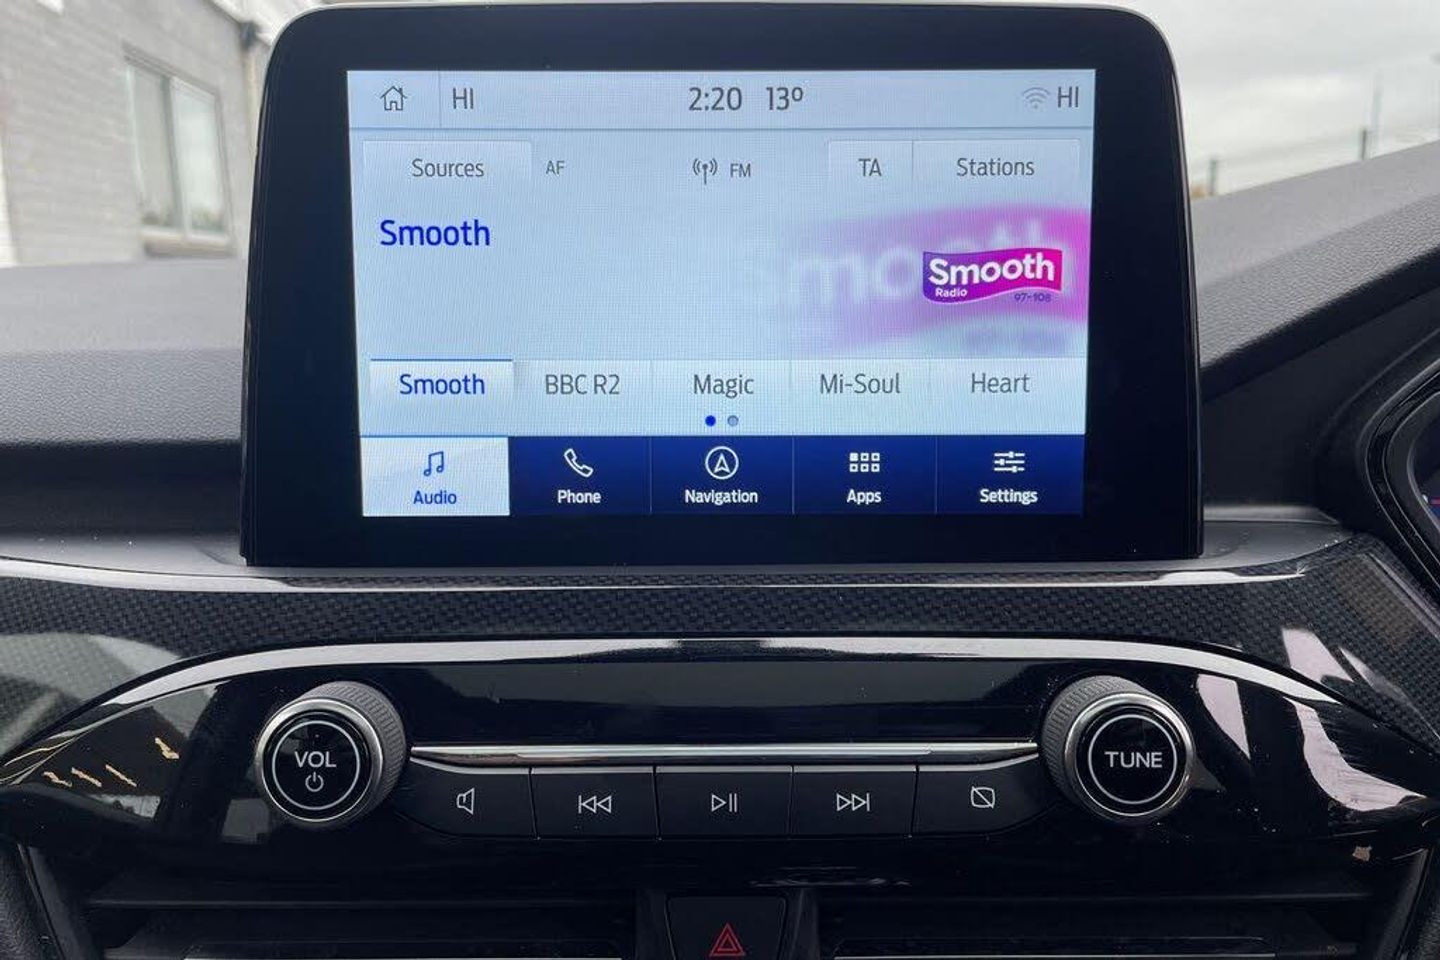 HI 2:20 13º HI
Sources AF FM TA Stations
Smooth
Smooth
Radio
97-108
Smooth BBC R2 Magic Mi-Soul Heart
Audio Phone Navigation Apps Settings
VOL TUNE